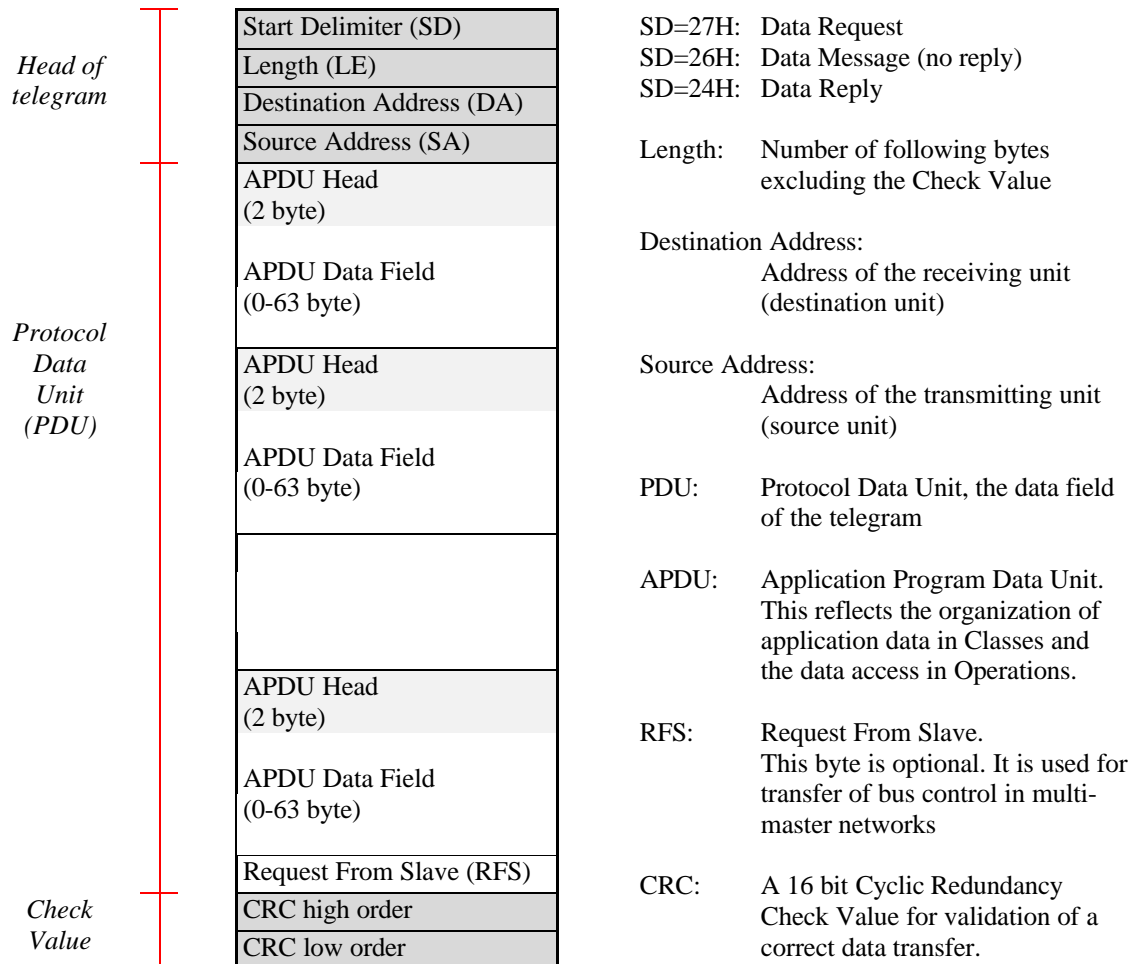 Head of
telegram
Start Delimiter (SD)
Length (LE)
Destination Address (DA)
Source Address (SA)
Protocol
Data
Unit
(PDU)
APDU Head
(2 byte)
APDU Data Field
(0-63 byte)
APDU Head
(2 byte)
APDU Data Field
(0-63 byte)
APDU Head
(2 byte)
APDU Data Field
(0-63 byte)
Request From Slave (RFS)
Check
Value
CRC high order
CRC low order
SD=27H: Data Request
SD=26H: Data Message (no reply)
SD=24H: Data Reply
Length: Number of following bytes
excluding the Check Value
Destination Address:
Address of the receiving unit
(destination unit)
Source Address:
Address of the transmitting unit
(source unit)
PDU: Protocol Data Unit, the data field
of the telegram
APDU: Application Program Data Unit.
This reflects the organization of
application data in Classes and
the data access in Operations.
RFS: Request From Slave.
This byte is optional. It is used for
transfer of bus control in multi-
master networks
CRC: A 16 bit Cyclic Redundancy
Check Value for validation of a
correct data transfer.